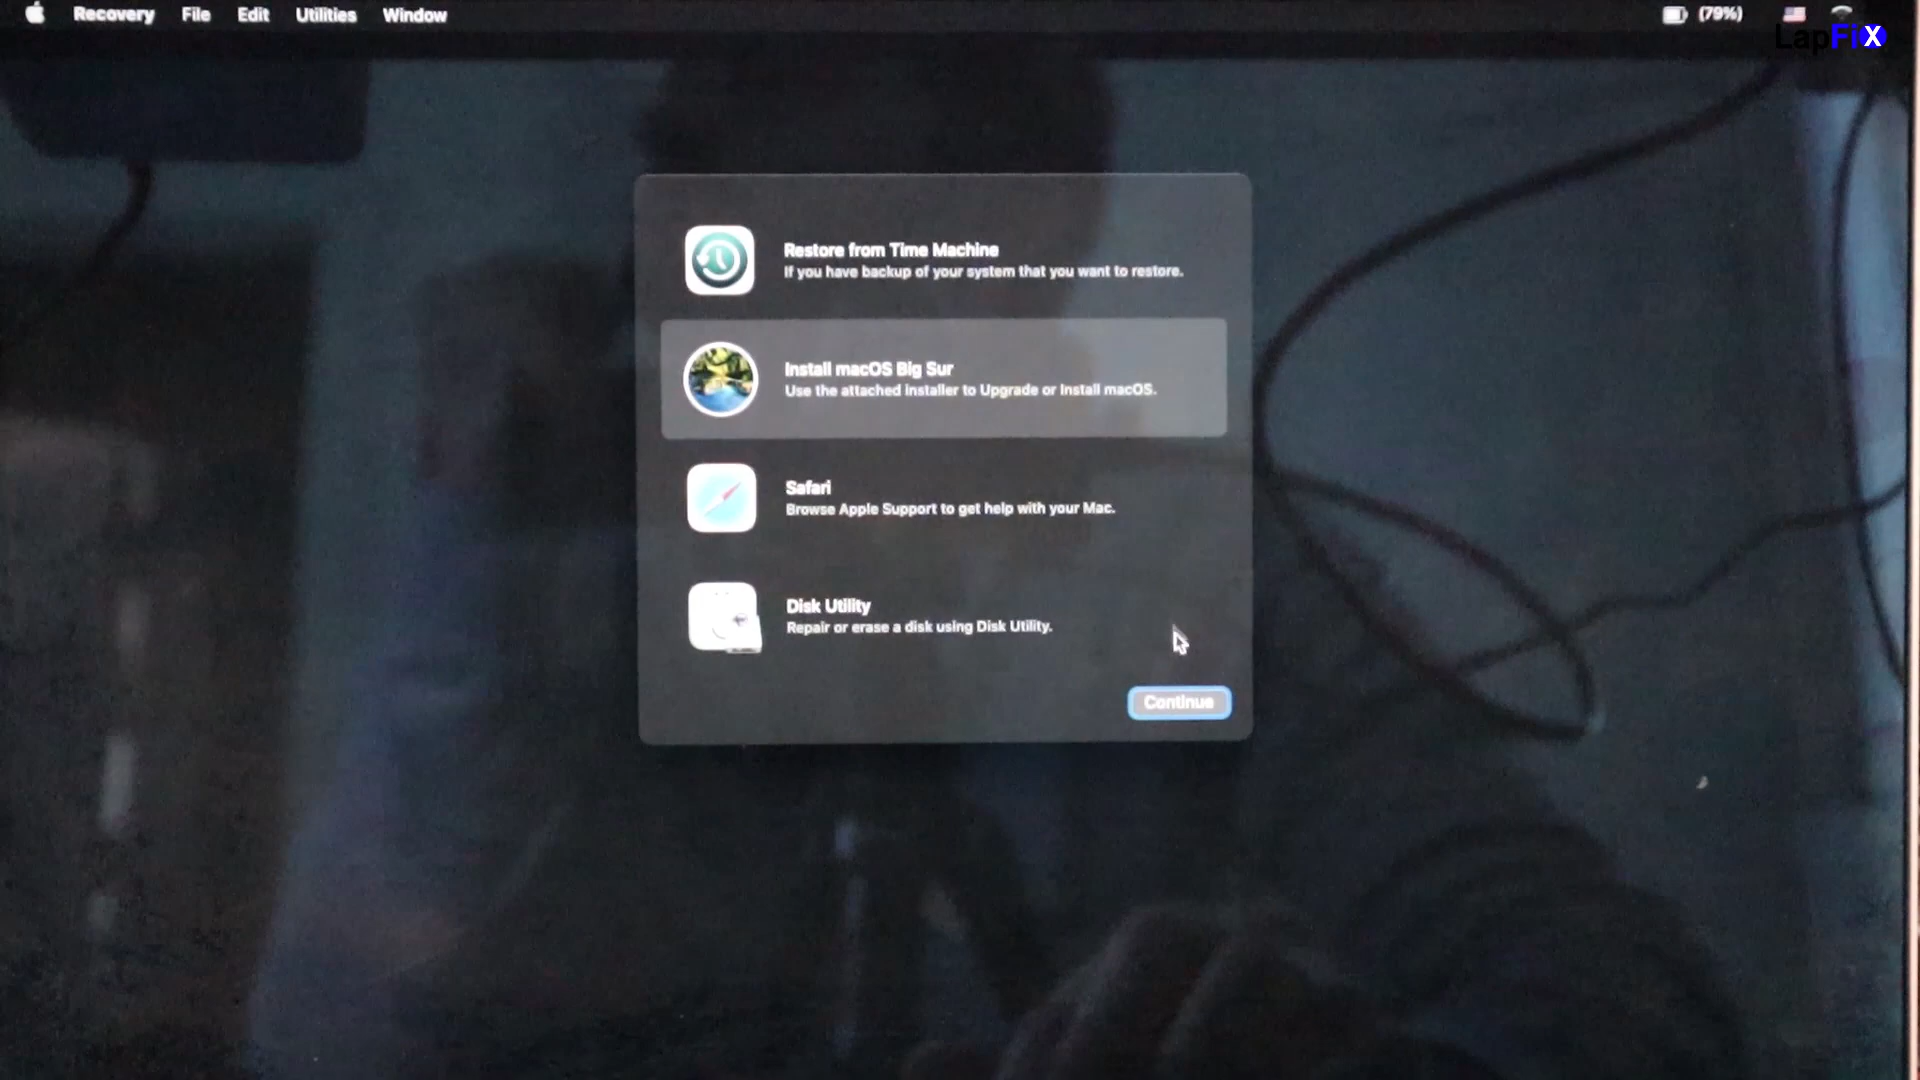 Recovery File Edit Utilities Window (79%)
LapFiX
Restore from Time Machine
If you have backup of your system that you want to restore.
Install macOS Big Sur
Use the attached installer to Upgrade or Install macOS.
Safari
Browse Apple Support to get help with your Mac.
Disk Utility
Repair or erase a disk using Disk Utility.
Continue